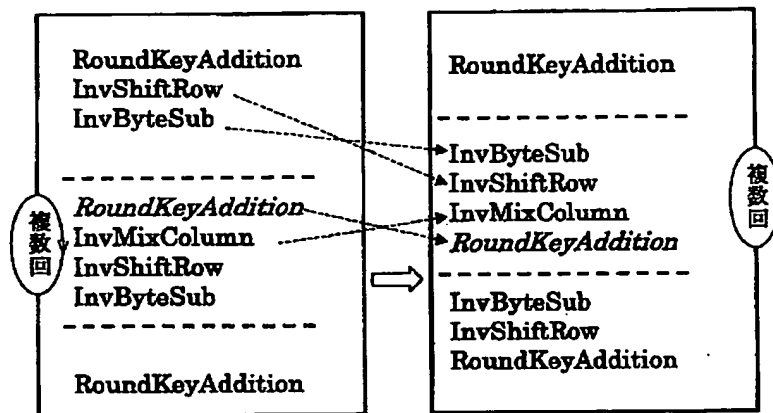 RoundKeyAddition
InvShiftRow
InvByteSub
RoundKeyAddition
InvMixColumn
InvShiftRow
InvByteSub
RoundKeyAddition
複数回
RoundKeyAddition
InvByteSub
InvShiftRow
InvMixColumn
RoundKeyAddition
InvByteSub
InvShiftRow
RoundKeyAddition
複数回